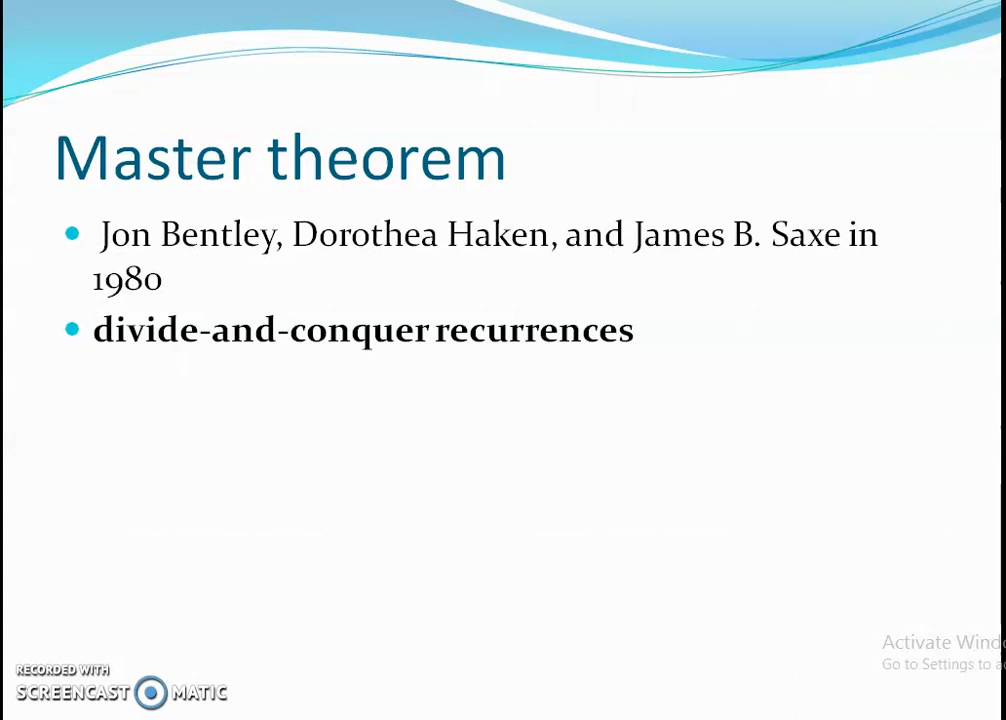 Master theorem
Jon Bentley, Dorothea Haken, and James B. Saxe in
1980
divide-and-conquer recurrences
Activate Wind
Go to Settings to a
RECORDED WITH
SCREENCAST MATIC